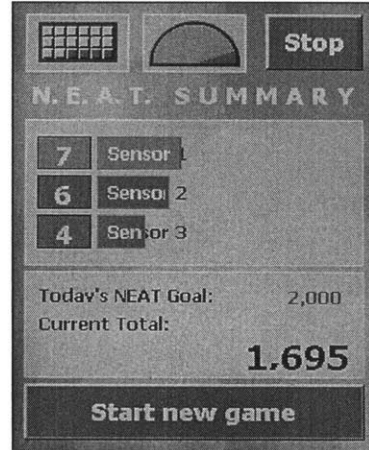 Stop
N.E.A.T. SUMMARY
7 Sensor 1
6 Sensor 2
4 Sensor 3
Today's NEAT Goal: 2,000
Current Total:
1,695
Start new game